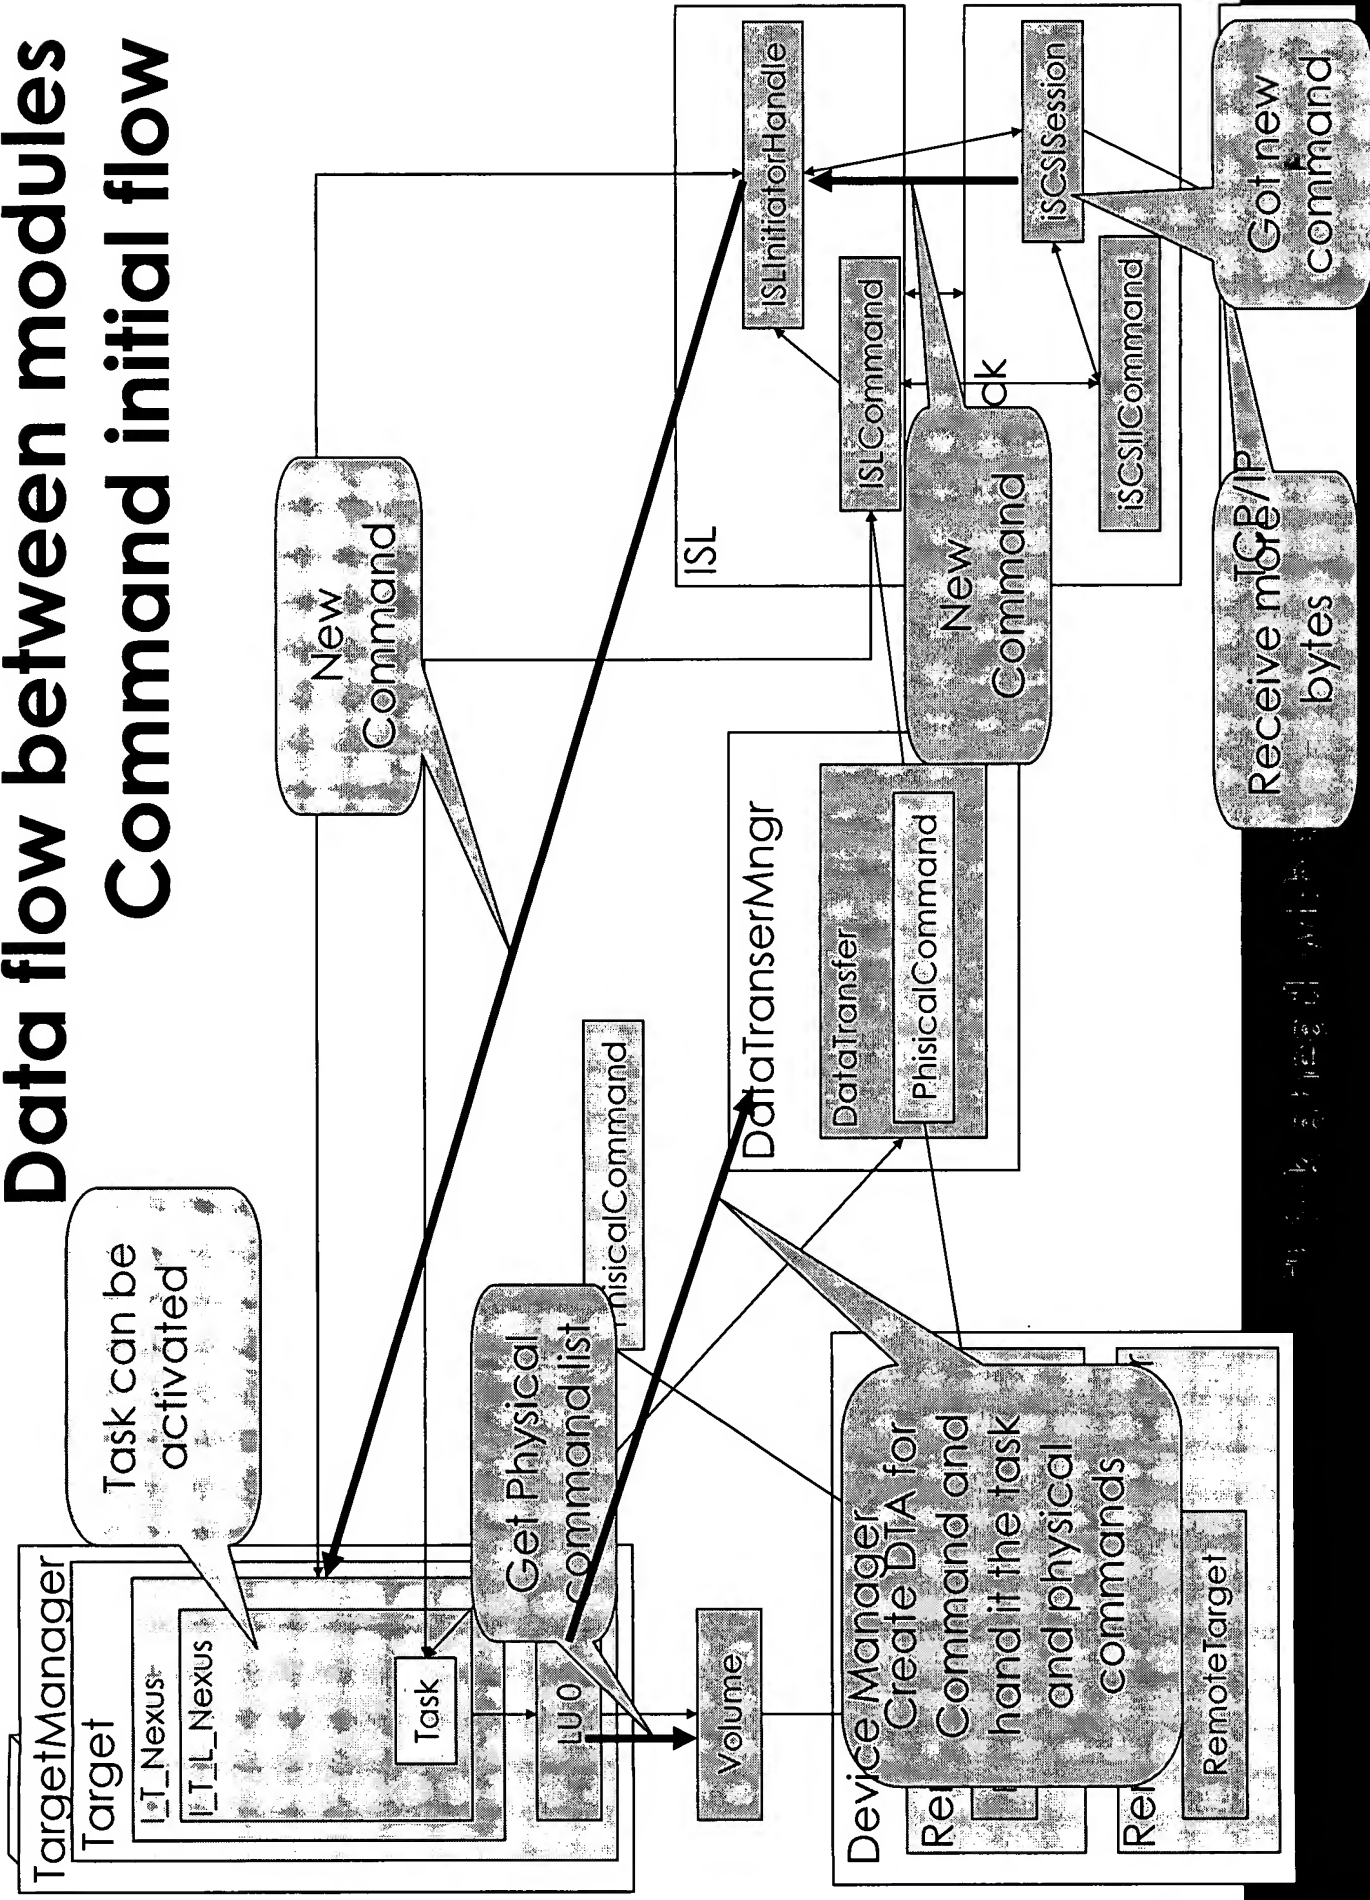 Data flow between modules
Command initial flow
TargetManager
Target
I_T_Nexus
I_T_L_Nexus
Task
Task can be
activated
LU0
Get Physical
command list
PhisicalCommand
Volume
New
Command
ISL
ISLInitiatorHandle
ISLCommand
iSCSISession
iSCSIICommand
ck
New
Command
Got new
command
TCP/IP
Receive more
bytes
DataTranserMngr
DataTransfer
PhisicalCommand
Device Manager
Create DTA for
Command and
hand it the task
and physical
commands
RemoteTarget